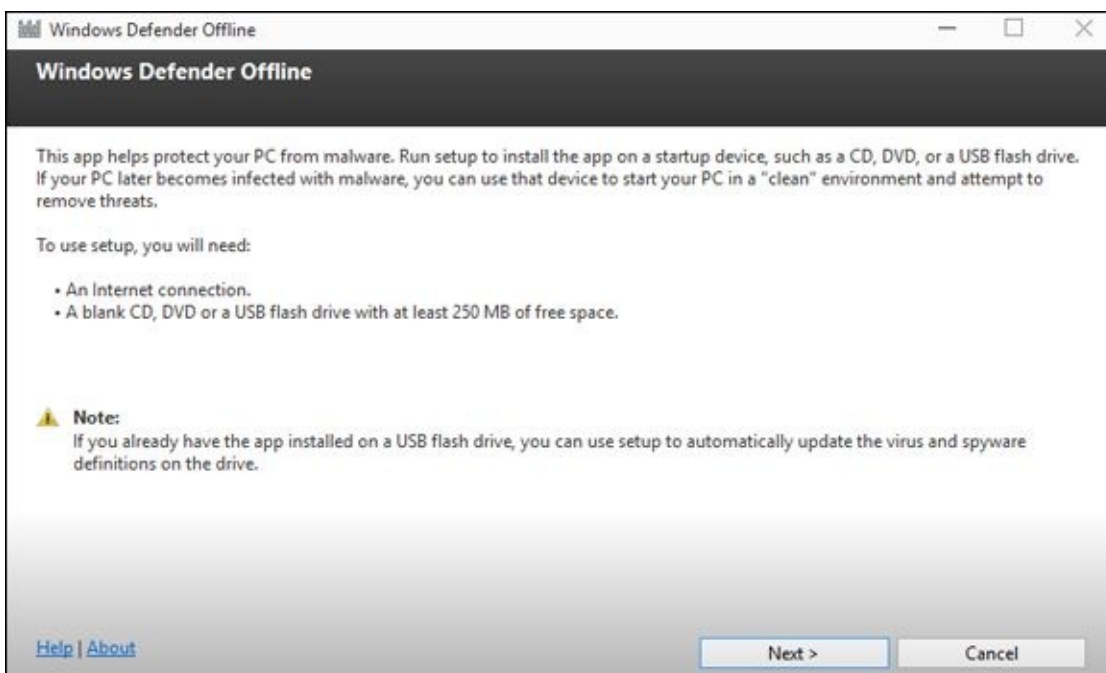 Windows Defender Offline
Windows Defender Offline
This app helps protect your PC from malware. Run setup to install the app on a startup device, such as a CD, DVD, or a USB flash drive.
If your PC later becomes infected with malware, you can use that device to start your PC in a "clean" environment and attempt to
remove threats.
To use setup, you will need:
• An Internet connection.
• A blank CD, DVD or a USB flash drive with at least 250 MB of free space.
Note:
If you already have the app installed on a USB flash drive, you can use setup to automatically update the virus and spyware
definitions on the drive.
Help | About
Next >
Cancel